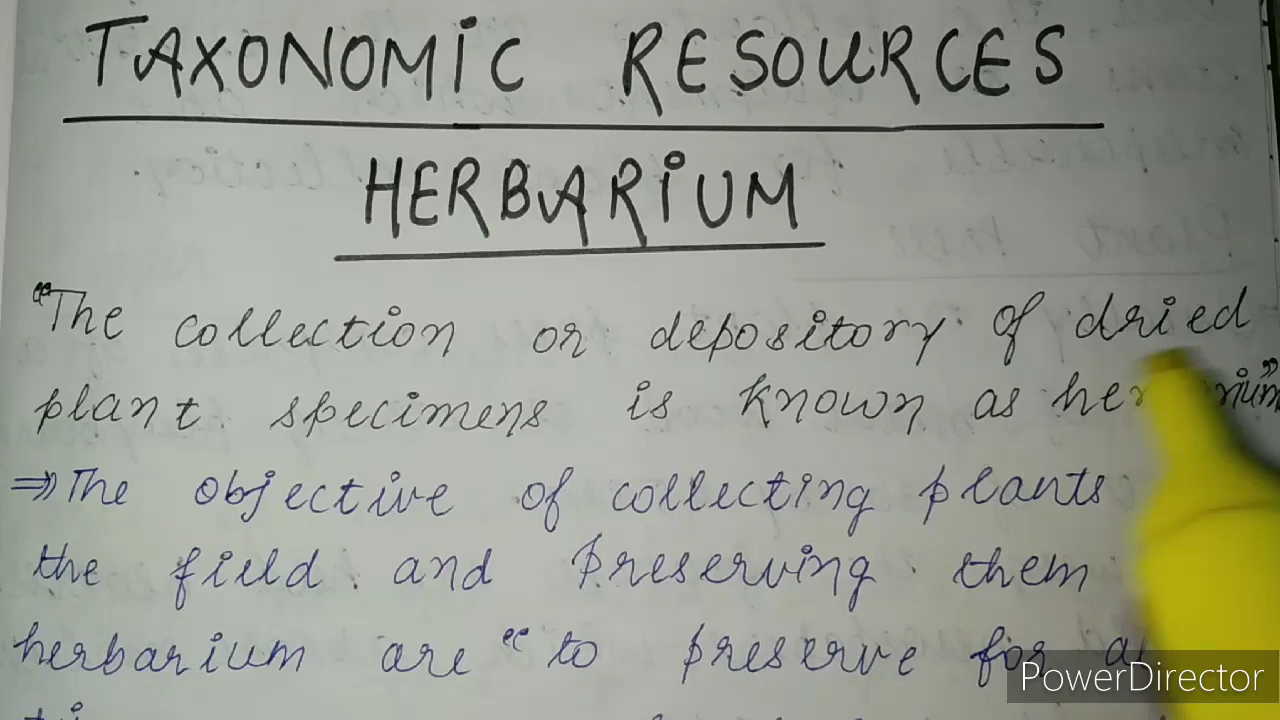 TAXONOMIC RESOURCES
HERBARIUM
"The collection or depository of dried
plant specimens is known as
⇒ The objective of collecting plants
the field and preserving them
herbarium are "to preserve for
PowerDirector